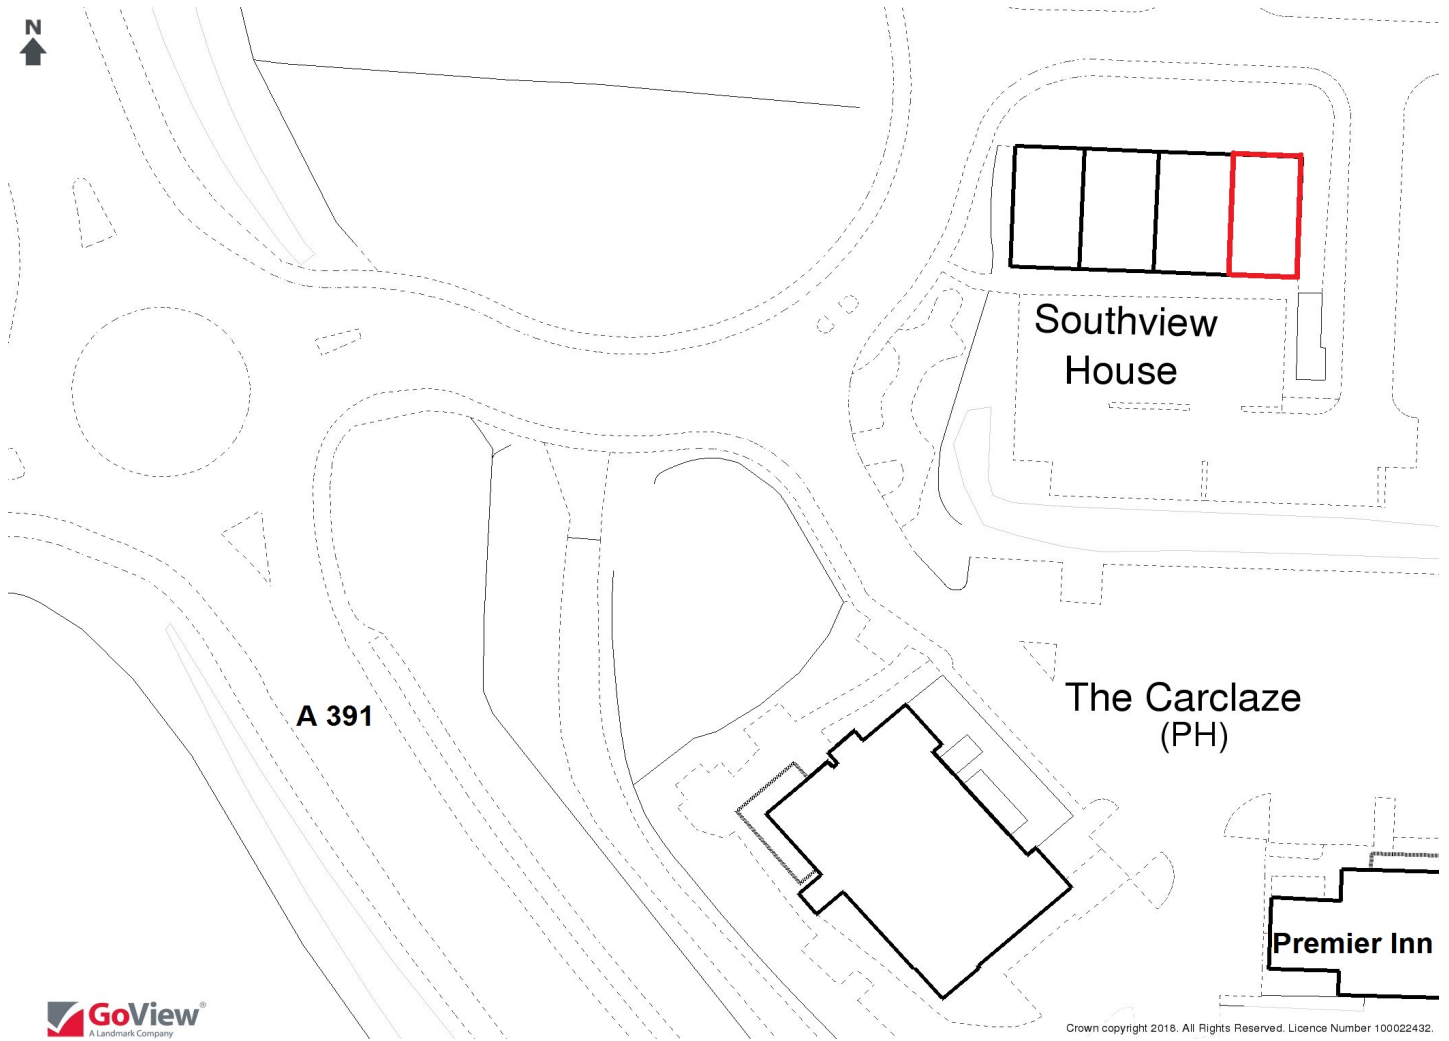 N
Southview
House
The Carclaze
(PH)
A 391
Premier Inn
GoView®
A Landmark Company
Crown copyright 2018. All Rights Reserved. Licence Number 100022432.